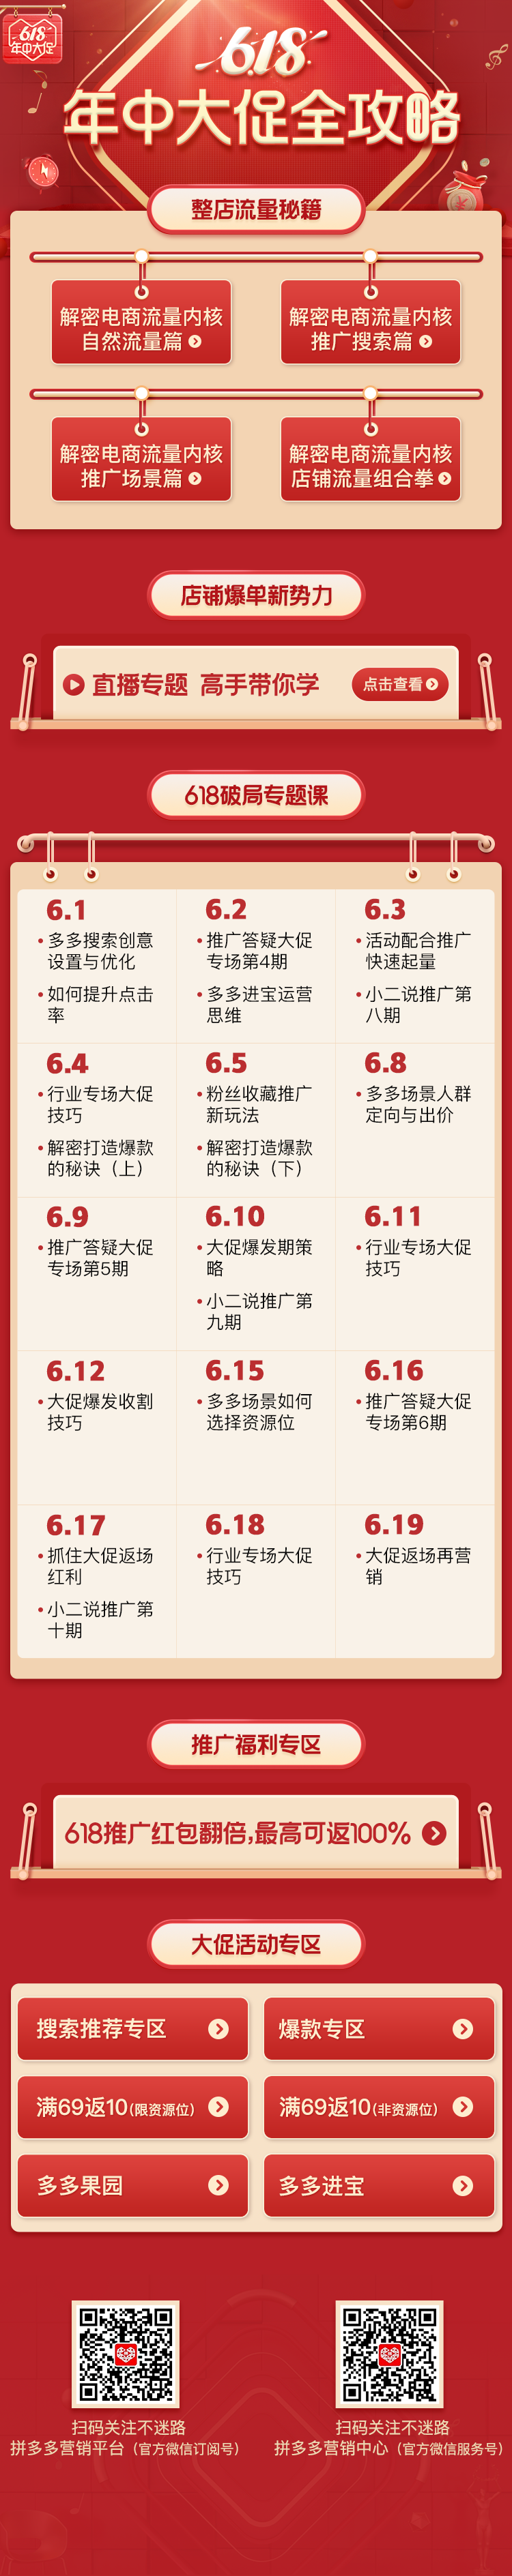 618
年中大促
618
年中大促全攻略
整店流量秘籍
解密电商流量内核
自然流量篇
解密电商流量内核
推广搜索篇
解密电商流量内核
推广场景篇
解密电商流量内核
店铺流量组合拳
店铺爆单新势力
直播专题 高手带你学
点击查看
618破局专题课
6.1
•多多搜索创意
设置与优化
•如何提升点击
率
6.2
•推广答疑大促
专场第4期
•多多进宝运营
思维
6.3
•活动配合推广
快速起量
•小二说推广第
八期
6.4
•行业专场大促
技巧
•解密打造爆款
的秘诀（上）
6.5
•粉丝收藏推广
新玩法
•解密打造爆款
的秘诀（下）
6.8
•多多场景人群
定向与出价
6.9
•推广答疑大促
专场第5期
6.10
•大促爆发期策
略
•小二说推广第
九期
6.11
•行业专场大促
技巧
6.12
•大促爆发收割
技巧
6.15
•多多场景如何
选择资源位
6.16
•推广答疑大促
专场第6期
6.17
•抓住大促返场
红利
•小二说推广第
十期
6.18
•行业专场大促
技巧
6.19
•大促返场再营
销
推广福利专区
618推广红包翻倍,最高可返100%
大促活动专区
搜索推荐专区
爆款专区
满69返10(限资源位)
满69返10(非资源位)
多多果园
多多进宝
扫码关注不迷路
拼多多营销平台（官方微信订阅号）
扫码关注不迷路
拼多多营销中心（官方微信服务号）